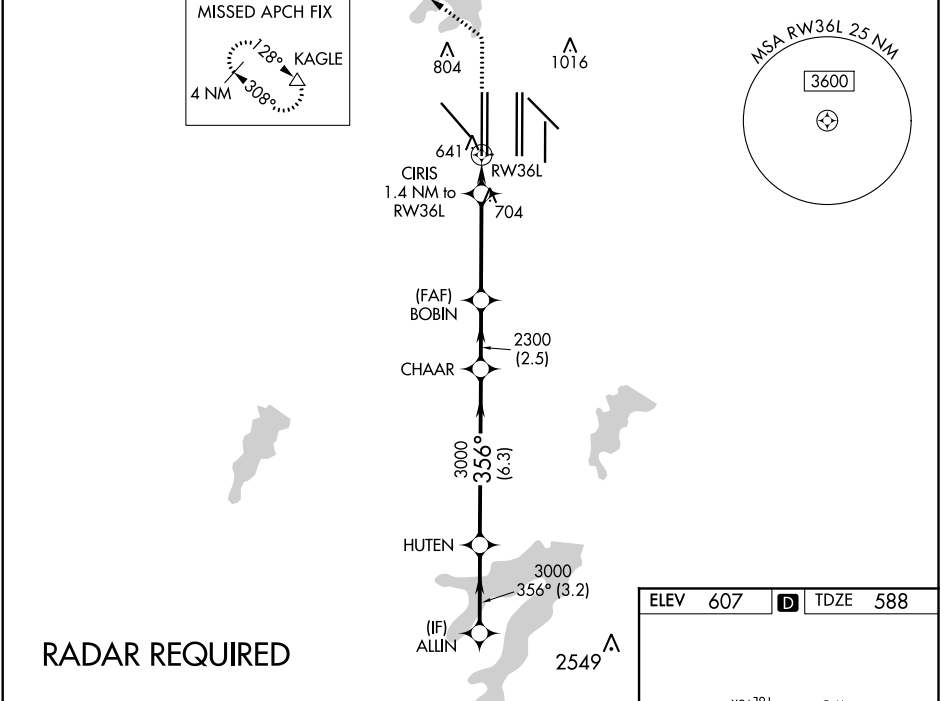 MISSED APCH FIX
128°
KAGLE
4 NM
308°
804
1016
MSA RW36L 25 NM
3600
641
RW36L
CIRIS
1.4 NM to
RW36L
704
(FAF)
BOBIN
2300
(2.5)
CHAAR
3000
356°
(6.3)
HUTEN
3000
356° (3.2)
(IF)
ALLIN
2549
RADAR REQUIRED
ELEV 607 D TDZE 588